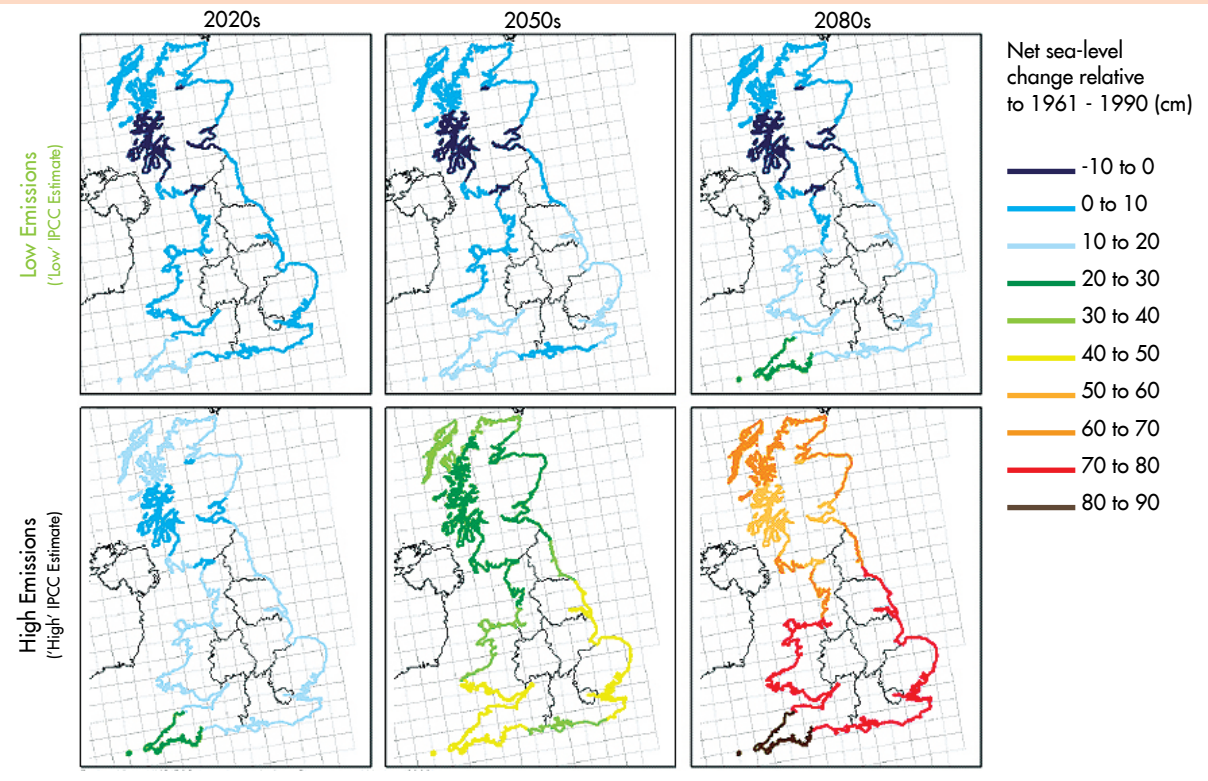 2020s
2050s
2080s
Net sea-level
change relative
to 1961 - 1990 (cm)
Low Emissions
('Low' IPCC Estimate)
-10 to 0
0 to 10
10 to 20
20 to 30
30 to 40
40 to 50
50 to 60
60 to 70
70 to 80
80 to 90
High Emissions
('High' IPCC Estimate)